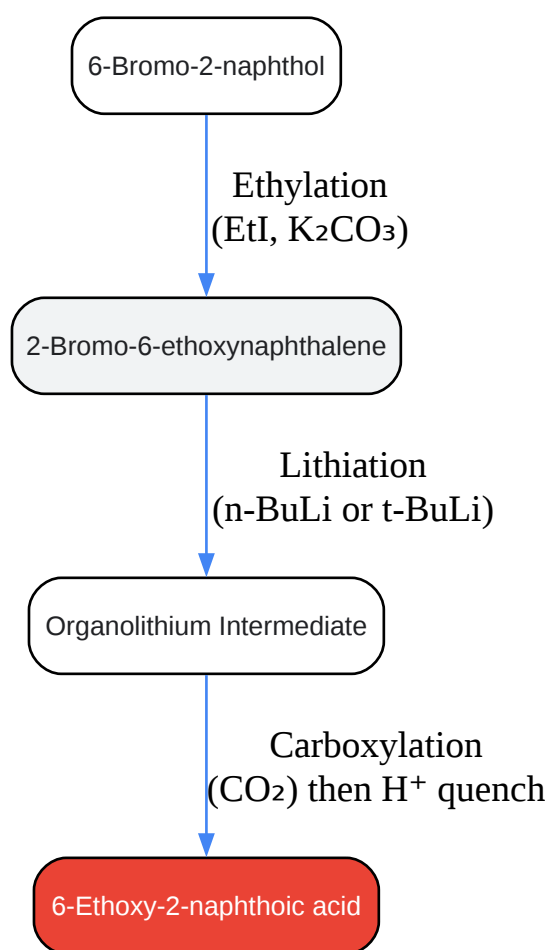 6-Bromo-2-naphthol
Ethylation
(EtI, K₂CO₃)
2-Bromo-6-ethoxynaphthalene
Lithiation
(n-BuLi or t-BuLi)
Organolithium Intermediate
Carboxylation
(CO₂) then H⁺ quench
6-Ethoxy-2-naphthoic acid